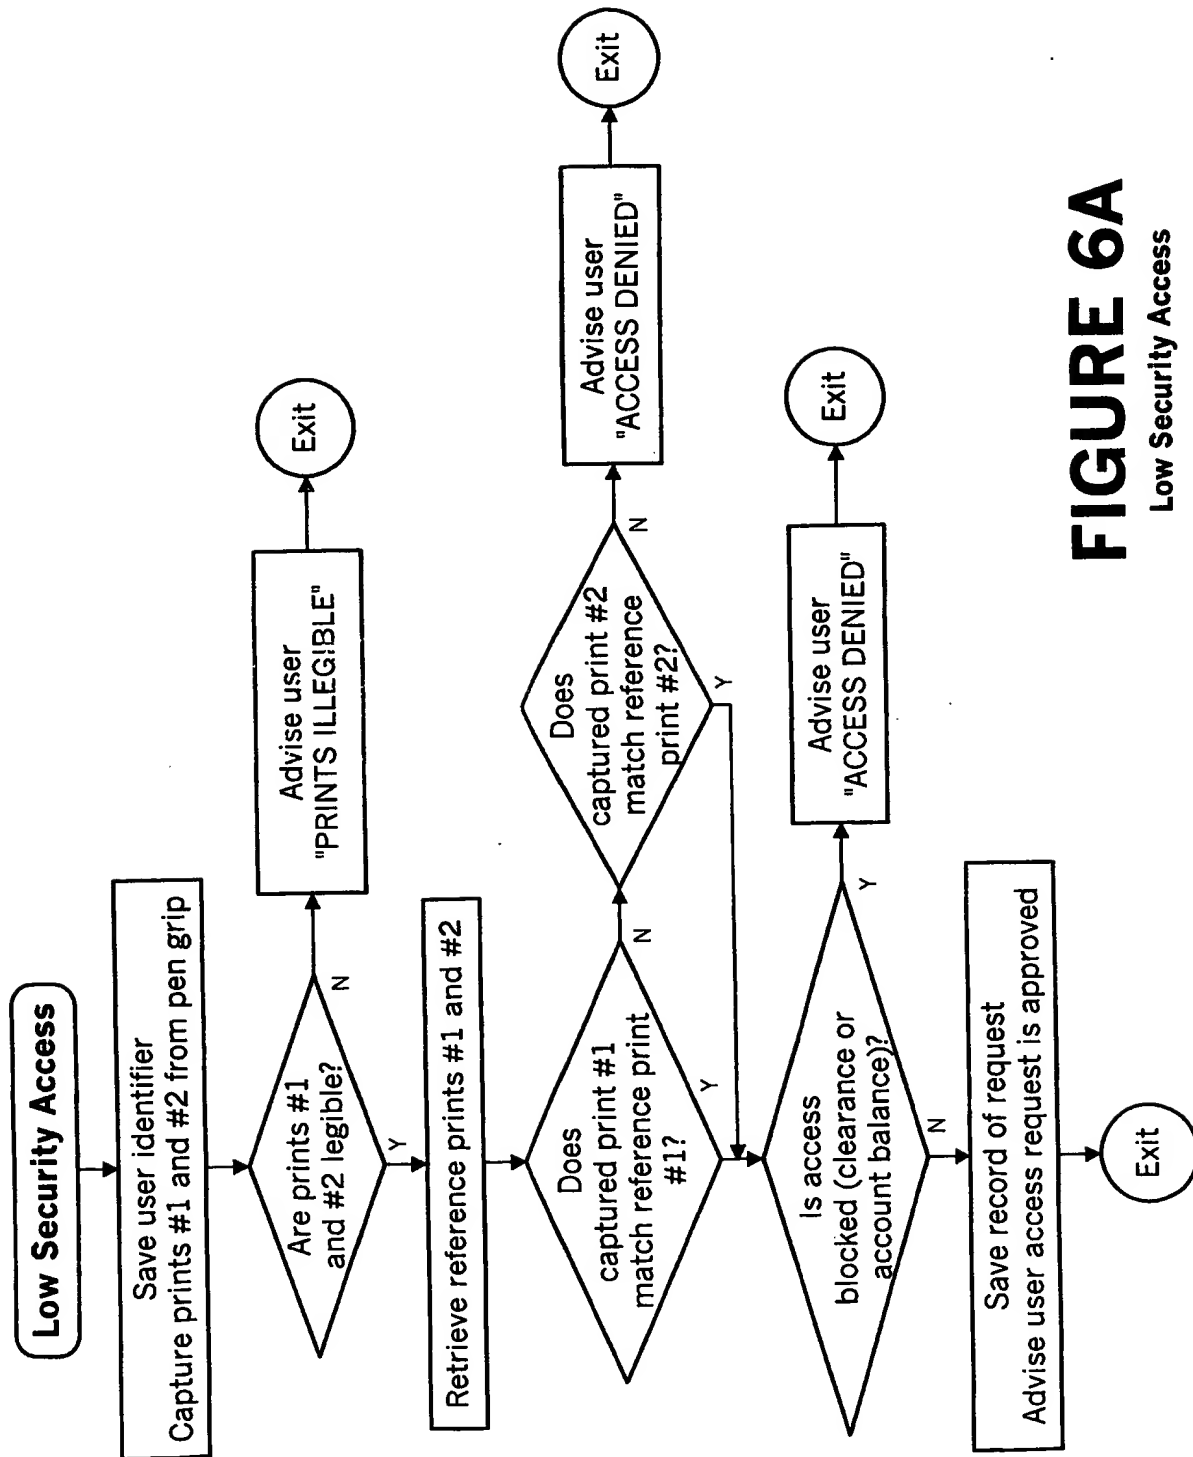 Low Security Access
Save user identifier
Capture prints #1 and #2 from pen grip
Are prints #1
and #2 legible?
N
Advise user
"PRINTS ILLEGIBLE"
Exit
Y
Retrieve reference prints #1 and #2
Does
captured print #1
match reference print
#1?
N
Does
captured print #2
match reference
print #2?
N
Advise user
"ACCESS DENIED"
Exit
Y
Y
Is access
blocked (clearance or
account balance)?
Y
Advise user
"ACCESS DENIED"
Exit
N
Save record of request
Advise user access request is approved
Exit
FIGURE 6A
Low Security Access